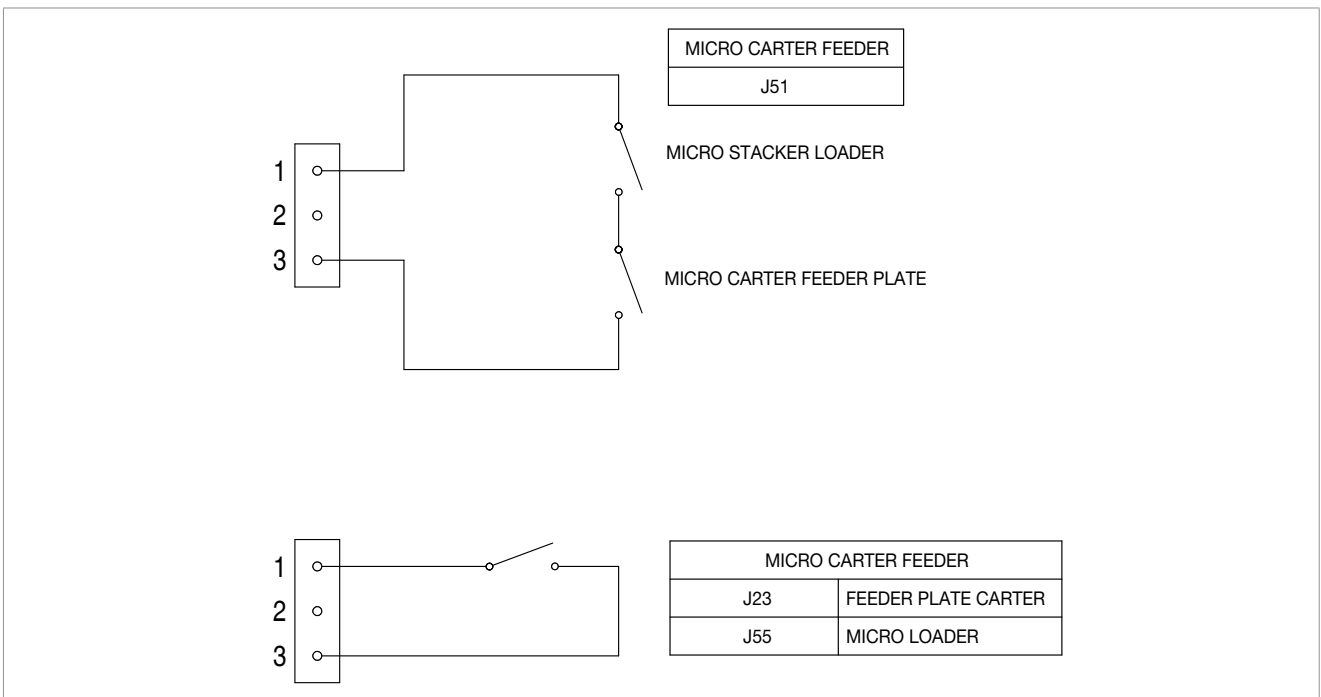 MICRO CARTER FEEDER
J51
1
2
3
MICRO STACKER LOADER
MICRO CARTER FEEDER PLATE
1
2
3
MICRO CARTER FEEDER
J23 FEEDER PLATE CARTER
J55 MICRO LOADER